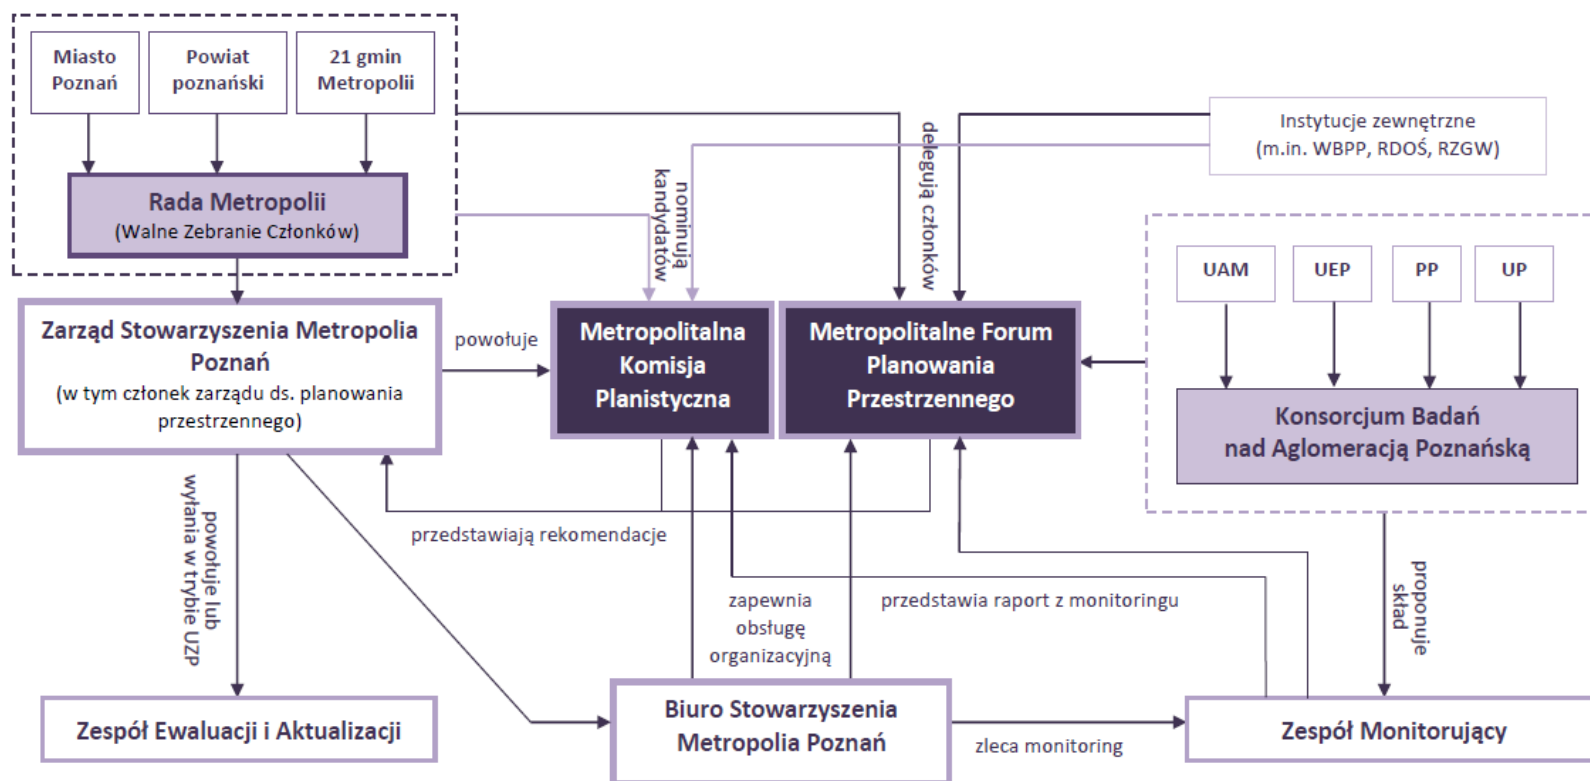 Miasto
Poznań
Powiat
poznański
21 gmin
Metropolii
Rada Metropolii
(Walne Zebranie Członków)
Instytucje zewnętrzne
(m.in. WBPP, RDOŚ, RZGW)
nominują
kandydatów
delegują członków
UAM
UEP
PP
UP
Konsorcjum Badań
nad Aglomeracją Poznańską
Zarząd Stowarzyszenia Metropolia
Poznań
(w tym członek zarządu ds. planowania
przestrzennego)
powołuje
Metropolitalna
Komisja
Planistyczna
Metropolitalne Forum
Planowania
Przestrzennego
przedstawiają rekomendacje
powołuje lub
wyłania w trybie UZP
zapewnia
obsługę
organizacyjną
przedstawia raport z monitoringu
proponuje
skład
Zespół Ewaluacji i Aktualizacji
Biuro Stowarzyszenia
Metropolia Poznań
zleca monitoring
Zespół Monitorujący